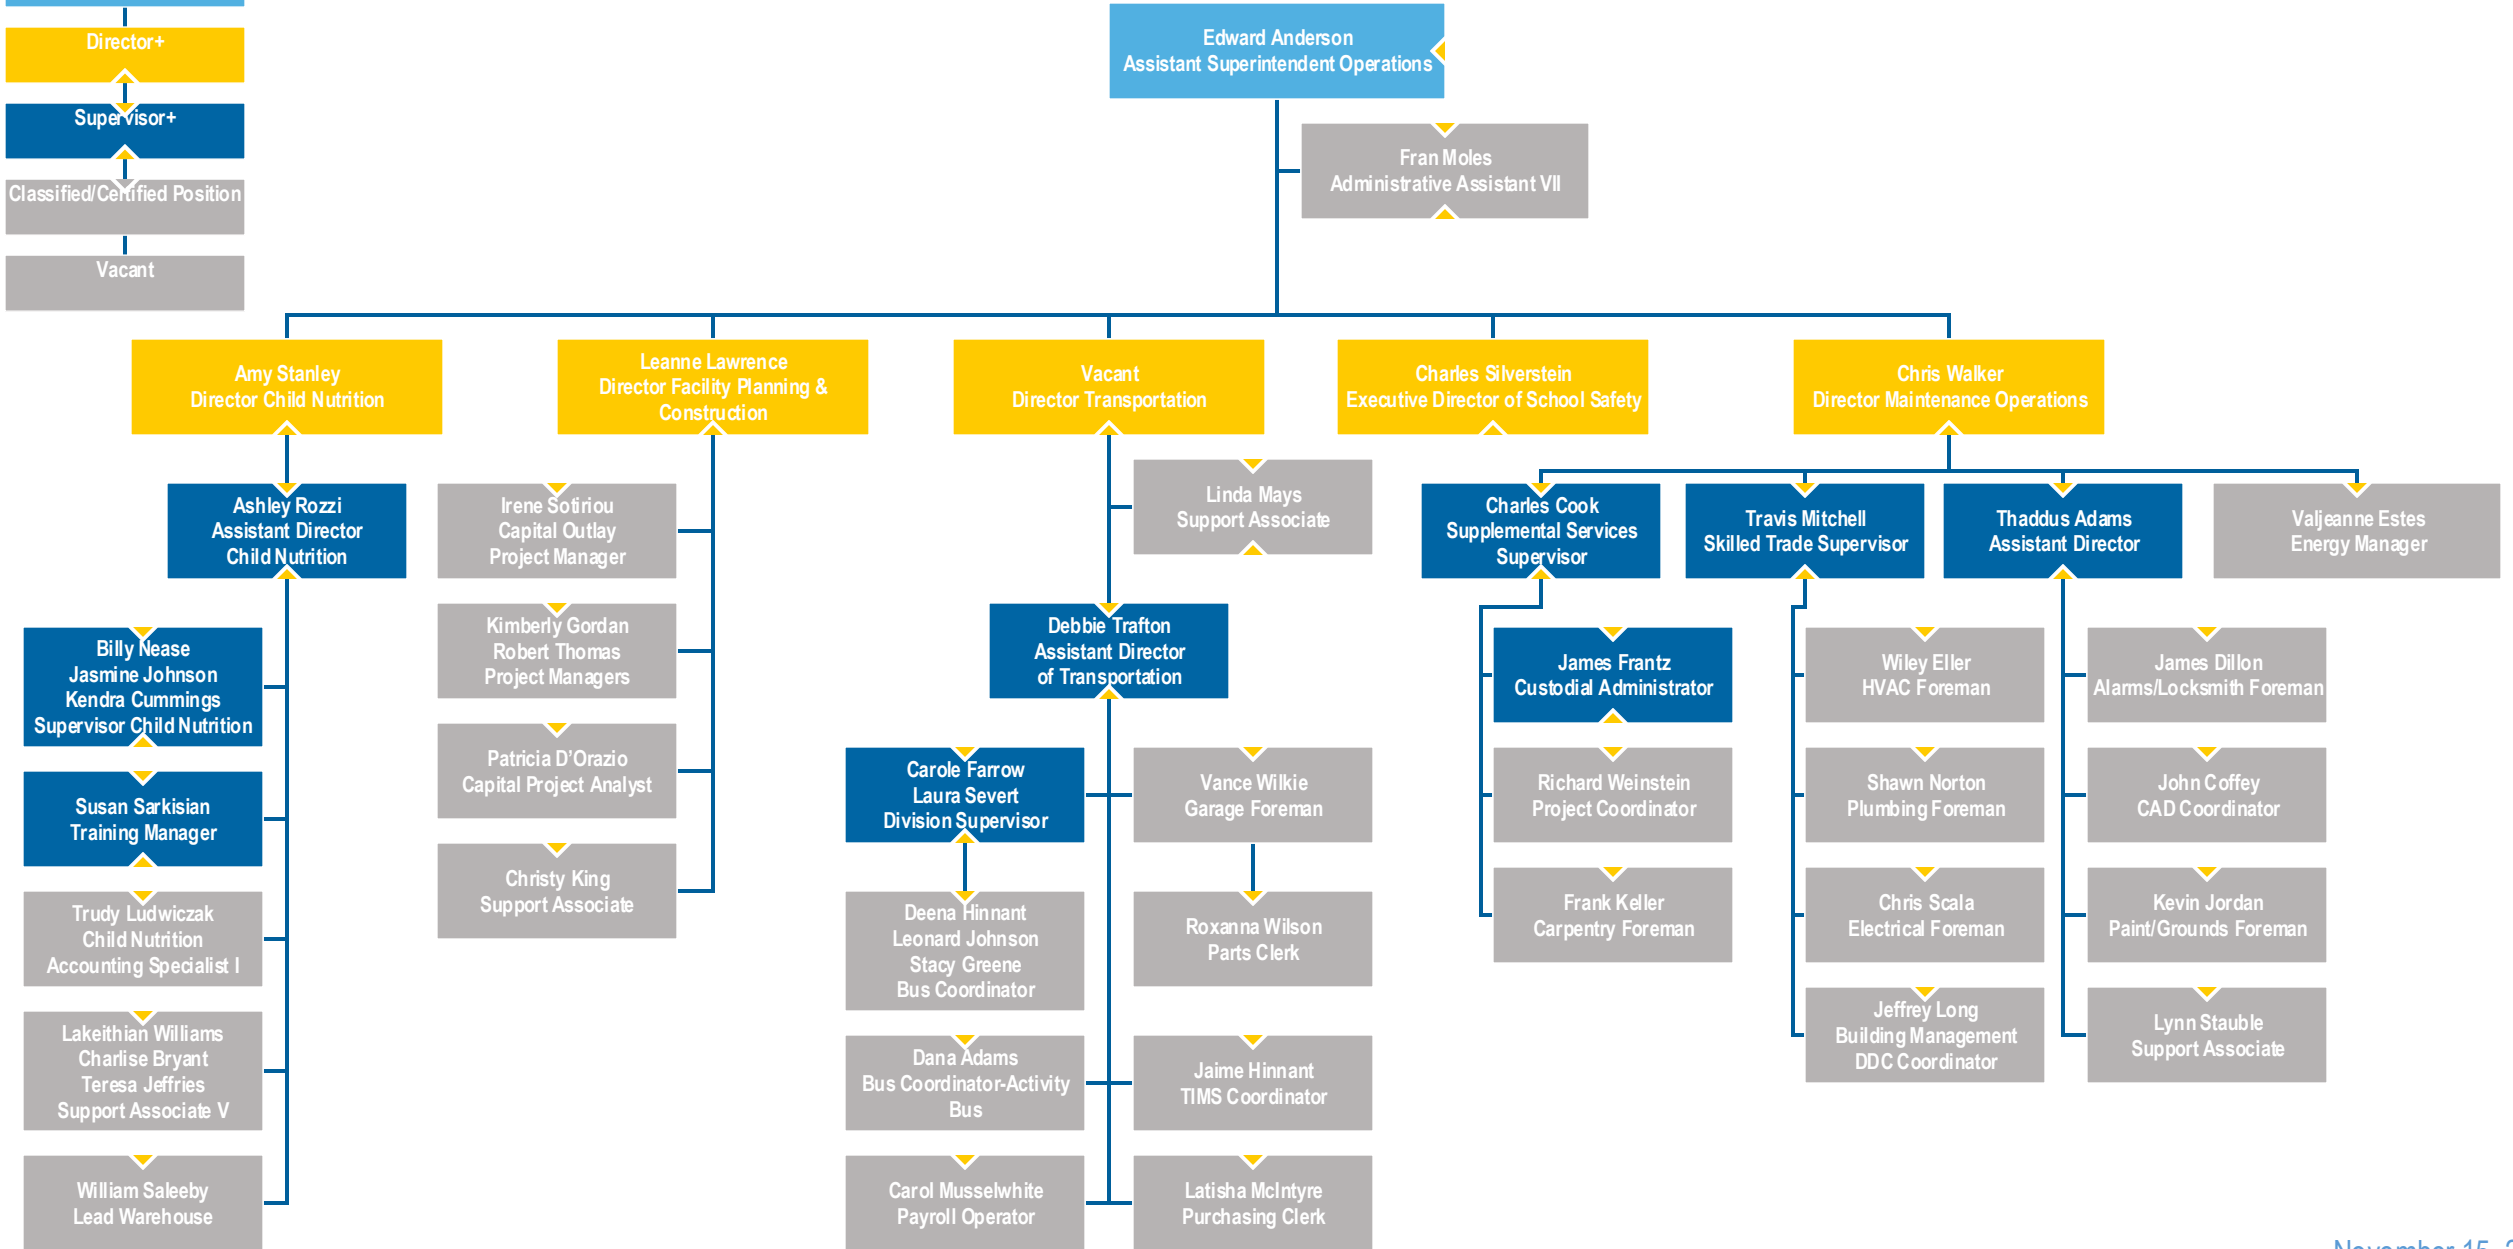 Director+
Supervisor+
Classified/Certified Position
Vacant
Edward Anderson
Assistant Superintendent Operations
Fran Moles
Administrative Assistant VII
Amy Stanley
Director Child Nutrition
Leanne Lawrence
Director Facility Planning &
Construction
Vacant
Director Transportation
Charles Silverstein
Executive Director of School Safety
Chris Walker
Director Maintenance Operations
Ashley Rozzi
Assistant Director
Child Nutrition
Billy Nease
Jasmine Johnson
Kendra Cummings
Supervisor Child Nutrition
Susan Sarkisian
Training Manager
Trudy Ludwiczak
Child Nutrition
Accounting Specialist I
Lakeithian Williams
Charlise Bryant
Teresa Jeffries
Support Associate V
William Saleeby
Lead Warehouse
Irene Sotiriou
Capital Outlay
Project Manager
Kimberly Gordan
Robert Thomas
Project Managers
Patricia D’Orazio
Capital Project Analyst
Christy King
Support Associate
Linda Mays
Support Associate
Debbie Trafton
Assistant Director
of Transportation
Carole Farrow
Laura Severt
Division Supervisor
Vance Wilkie
Garage Foreman
Deena Hinnant
Leonard Johnson
Stacy Greene
Bus Coordinator
Roxanna Wilson
Parts Clerk
Dana Adams
Bus Coordinator-Activity
Bus
Jaime Hinnant
TIMS Coordinator
Carol Musselwhite
Payroll Operator
Latisha McIntyre
Purchasing Clerk
Charles Cook
Supplemental Services
Supervisor
James Frantz
Custodial Administrator
Richard Weinstein
Project Coordinator
Frank Keller
Carpentry Foreman
Travis Mitchell
Skilled Trade Supervisor
Wiley Eller
HVAC Foreman
Shawn Norton
Plumbing Foreman
Chris Scala
Electrical Foreman
Jeffrey Long
Building Management
DDC Coordinator
Thaddus Adams
Assistant Director
James Dillon
Alarms/Locksmith Foreman
John Coffey
CAD Coordinator
Kevin Jordan
Paint/Grounds Foreman
Lynn Stauble
Support Associate
Valjeanne Estes
Energy Manager
November 15,